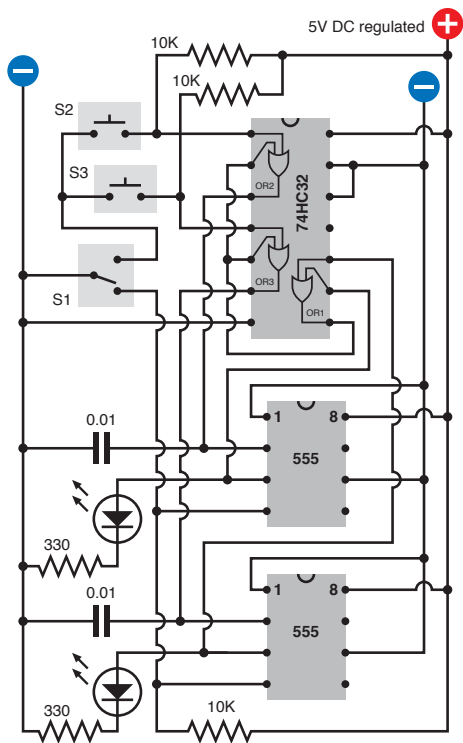 5V DC regulated
10K
10K
S2
S3
S1
OR2
OR3
OR1
74HC32
0.01
1 8
555
330
0.01
1 8
555
330
10K